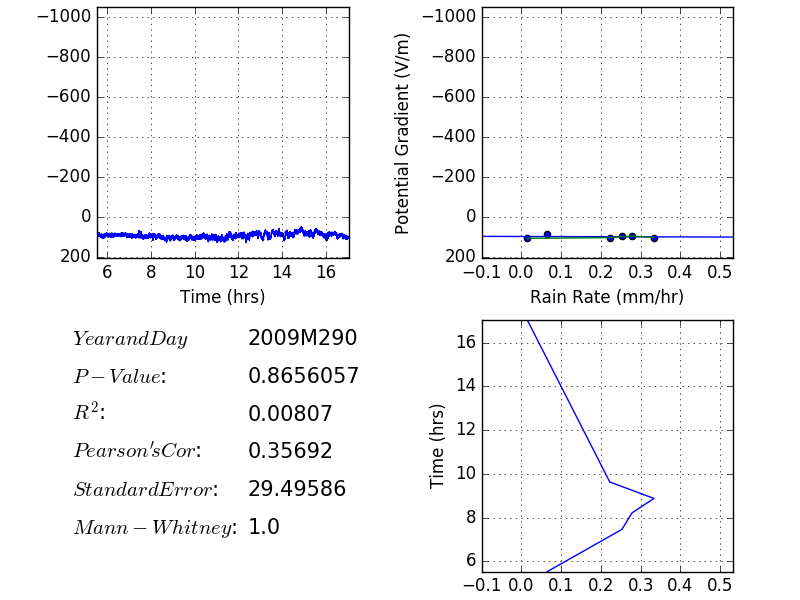 −1000
−800
−600
−400
−200
0
200
6 8 10 12 14 16
Time (hrs)
Potential Gradient (V/m)
−1000
−800
−600
−400
−200
0
200
−0.1 0.0 0.1 0.2 0.3 0.4 0.5
Rain Rate (mm/hr)
YearandDay 2009M290
P−Value: 0.8656057
R²: 0.00807
Pearson'sCor: 0.35692
StandardError: 29.49586
Mann−Whitney: 1.0
Time (hrs)
16
14
12
10
8
6
−0.1 0.0 0.1 0.2 0.3 0.4 0.5